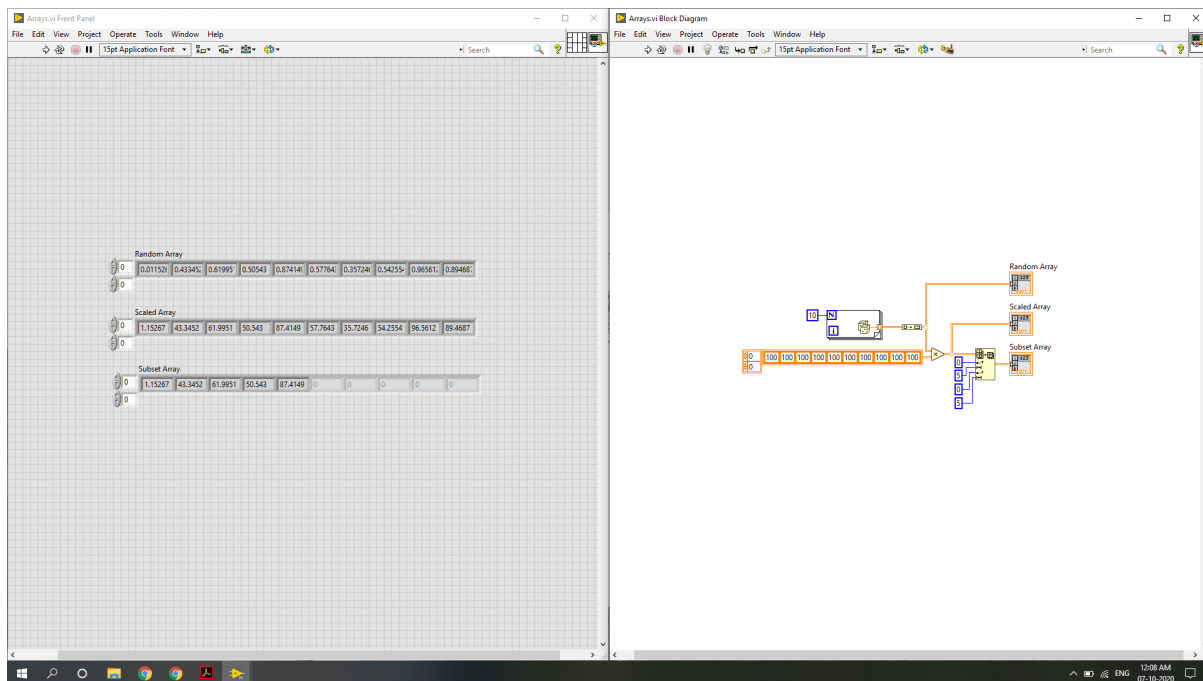 Arrays.vi Front Panel
File Edit View Project Operate Tools Window Help
15pt Application Font
Search
Random Array
0
0
0.43345
0.61995
0.50543
0.87414
0.57764
0.35724
0.54255
0.96561
0.89468
Scaled Array
0 1.15267 43.3452 61.9951 50.543 87.4149 57.7643 35.7246 54.2554 96.5612 89.4687
0
Subset Array
0 1.15267 43.3452 61.9951 50.543 87.4149 0 0 0 0 0
0
Arrays.vi Block Diagram
File Edit View Project Operate Tools Window Help
15pt Application Font
Search
Random Array
Scaled Array
Subset Array
10 N
i
0 100 100 100 100 100 100 100 100 100 100
0
0
5
0
5
ENG
12:08 AM
07-10-2020